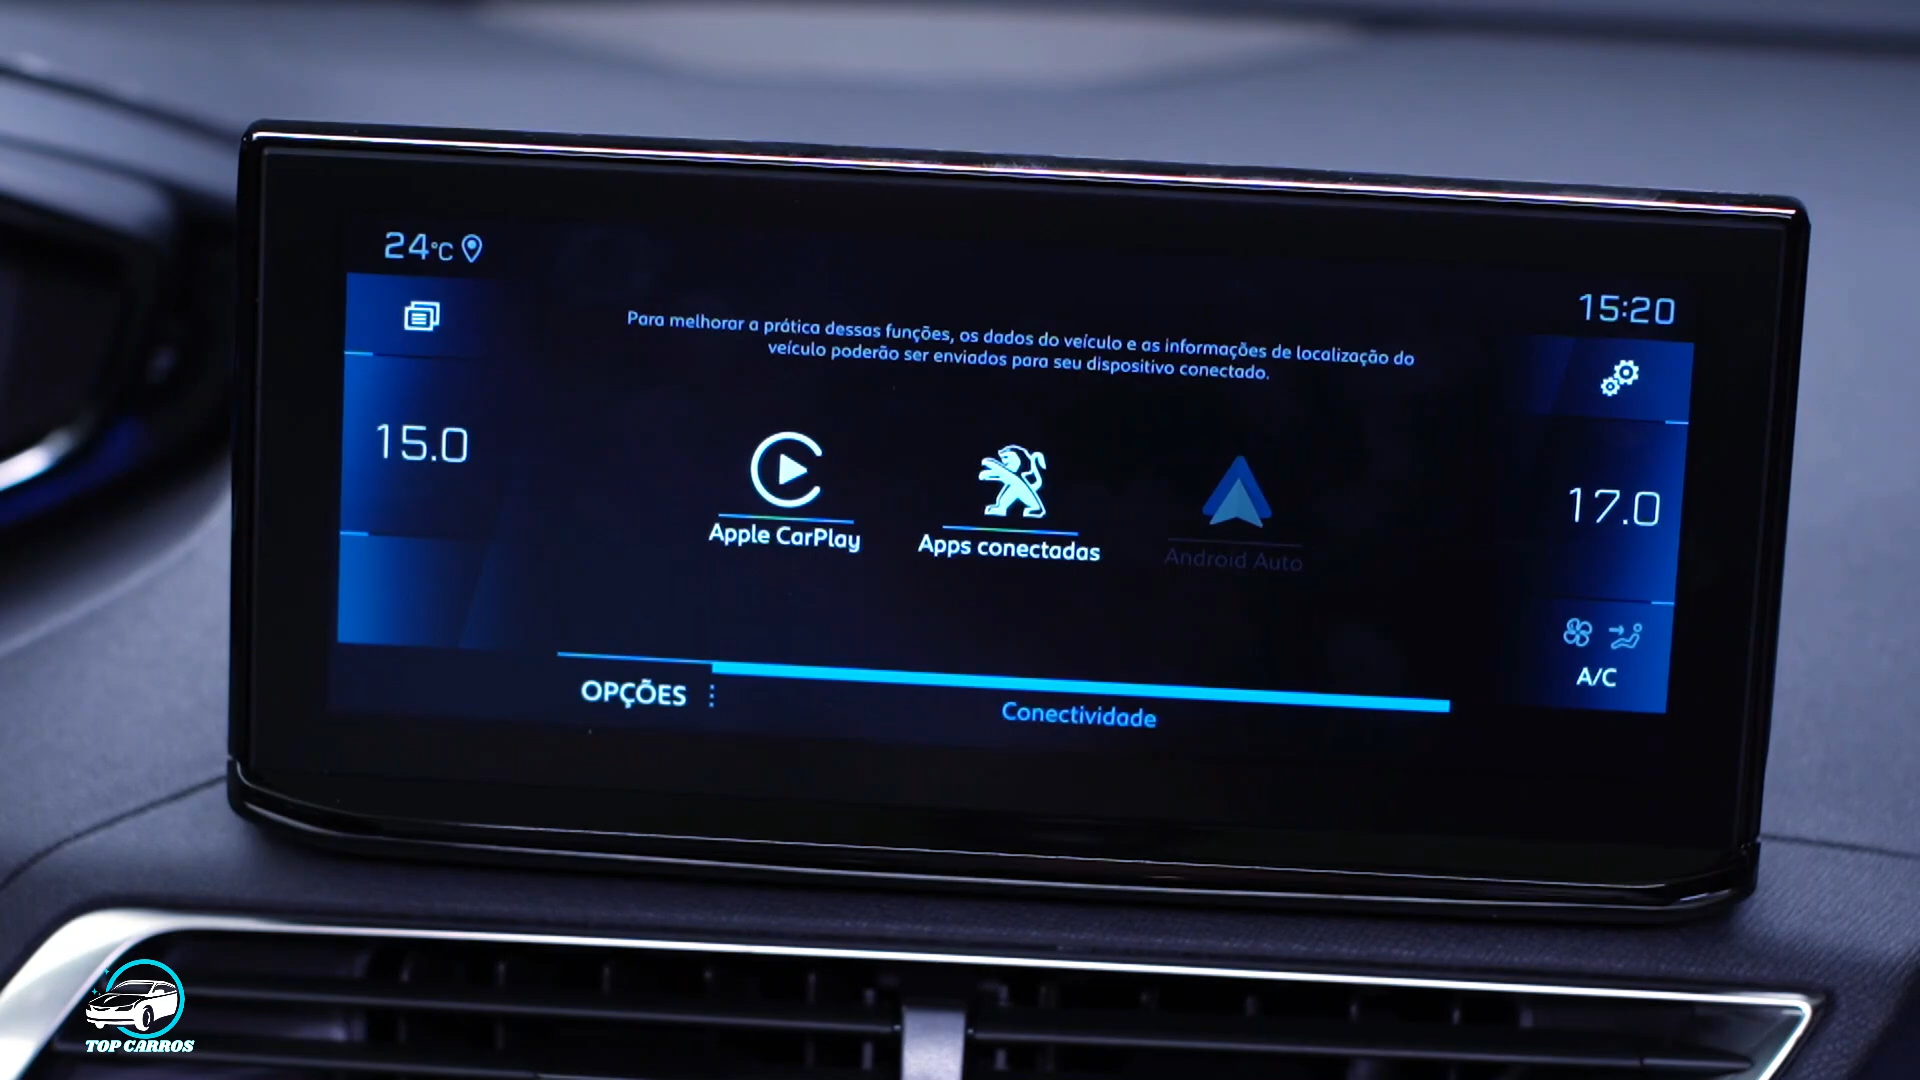 24°C
15:20
Para melhorar a prática dessas funções, os dados do veículo e as informações de localização do
veículo poderão ser enviados para seu dispositivo conectado.
15.0
17.0
Apple CarPlay
Apps conectadas
Android Auto
A/C
OPÇÕES
Conectividade
TOP CARROS